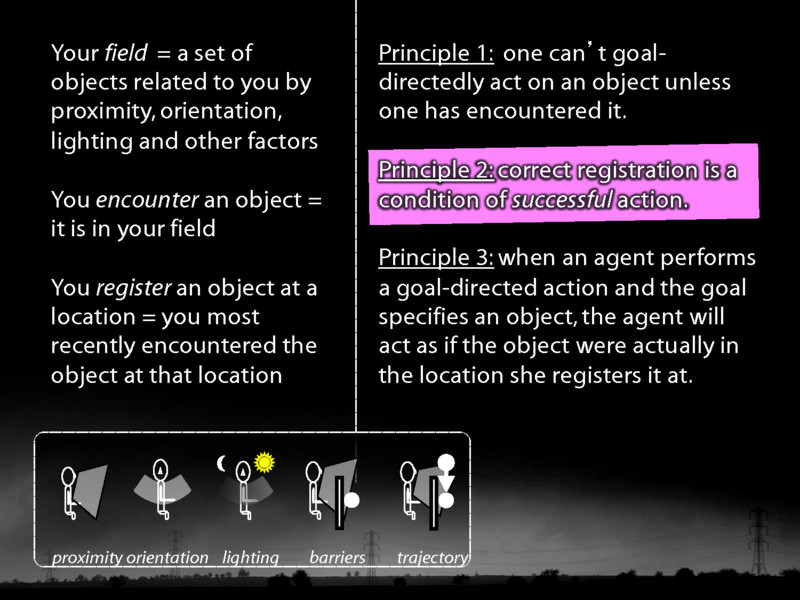 Your field = a set of
objects related to you by
proximity, orientation,
lighting and other factors
You encounter an object =
it is in your field
You register an object at a
location = you most
recently encountered the
object at that location
Principle 1: one can't goal-
directedly act on an object unless
one has encountered it.
Principle 2: correct registration is a
condition of successful action.
Principle 3: when an agent performs
a goal-directed action and the goal
specifies an object, the agent will
act as if the object were actually in
the location she registers it at.
proximity orientation lighting barriers trajectory